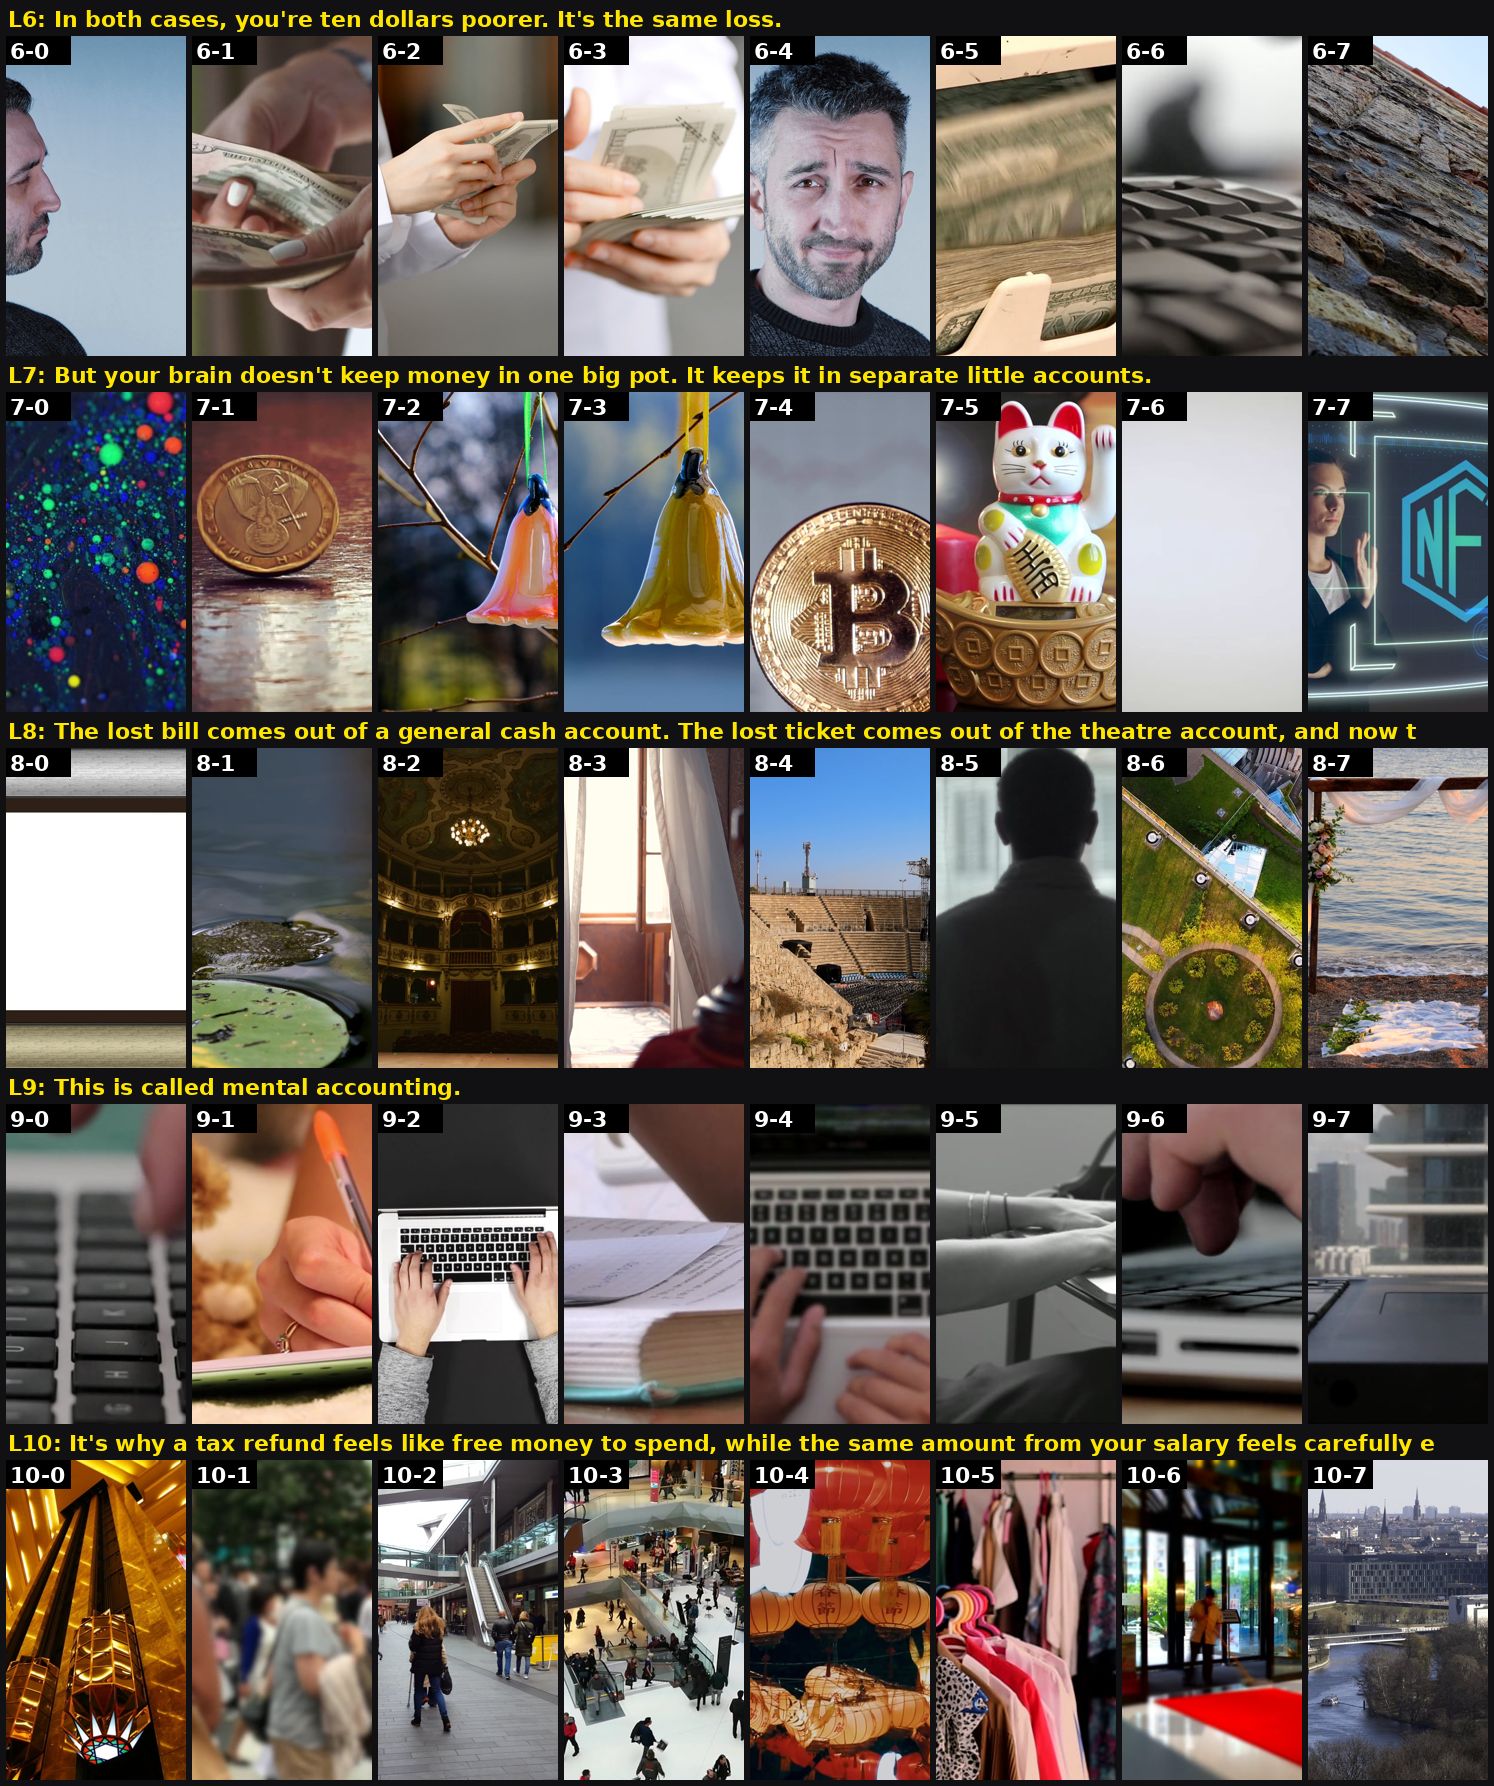 L6: In both cases, you're ten dollars poorer. It's the same loss.
6-0 6-1 6-2 6-3 6-4 6-5 6-6 6-7
L7: But your brain doesn't keep money in one big pot. It keeps it in separate little accounts.
7-0 7-1 7-2 7-3 7-4 7-5 7-6 7-7
NF
L8: The lost bill comes out of a general cash account. The lost ticket comes out of the theatre account, and now t
8-0 8-1 8-2 8-3 8-4 8-5 8-6 8-7
L9: This is called mental accounting.
9-0 9-1 9-2 9-3 9-4 9-5 9-6 9-7
L10: It's why a tax refund feels like free money to spend, while the same amount from your salary feels carefully e
10-0 10-1 10-2 10-3 10-4 10-5 10-6 10-7